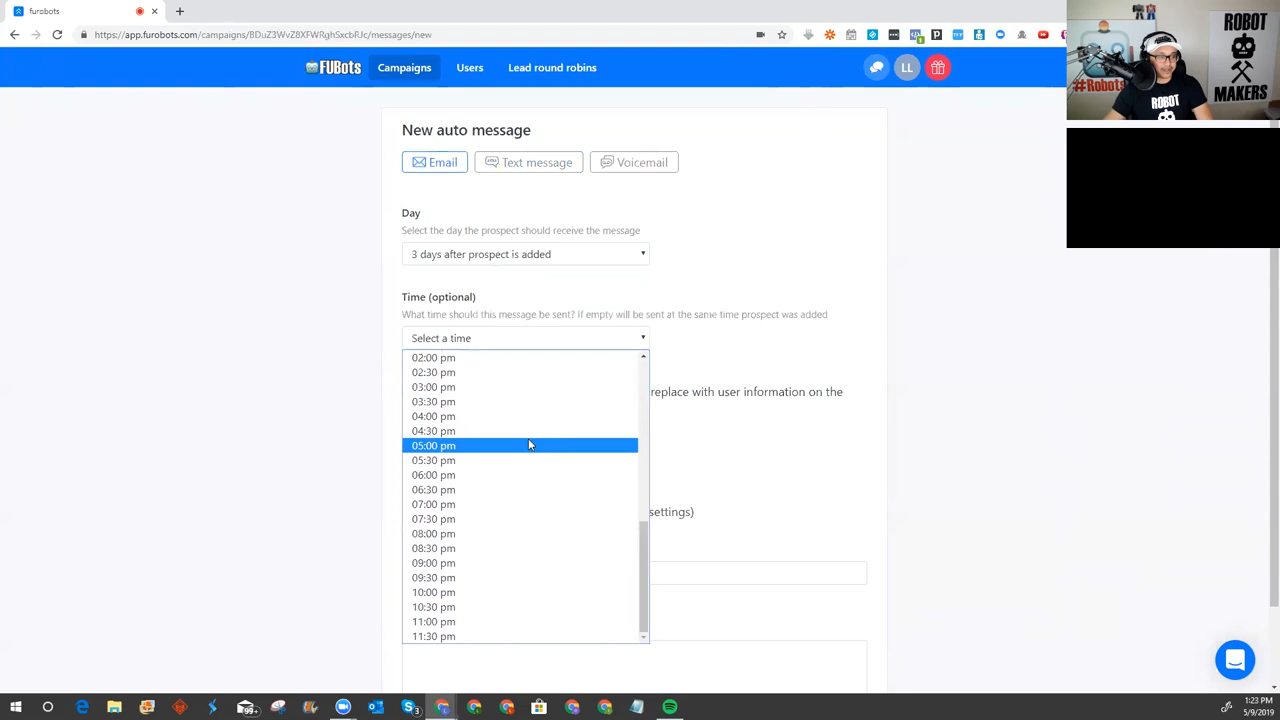 furobots
https://app.furobots.com/campaigns/8DuZ3WvZ8XFWRghSxcbRJc/messages/new
FUBots
Campaigns
Users
Lead round robins
LL
#Robots
ROBOT
MAKERS
ROBOT
MAKERS
New auto message
Email
Text message
Voicemail
Day
Select the day the prospect should receive the message
3 days after prospect is added
Time (optional)
What time should this message be sent? If empty will be sent at the same time prospect was added
Select a time
02:00 pm
02:30 pm
03:00 pm
replace with user information on the
03:30 pm
04:00 pm
04:30 pm
05:00 pm
05:30 pm
06:00 pm
06:30 pm
07:00 pm
settings)
07:30 pm
08:00 pm
08:30 pm
09:00 pm
09:30 pm
10:00 pm
10:30 pm
11:00 pm
11:30 pm
99+
3
1:23 PM
5/9/2019